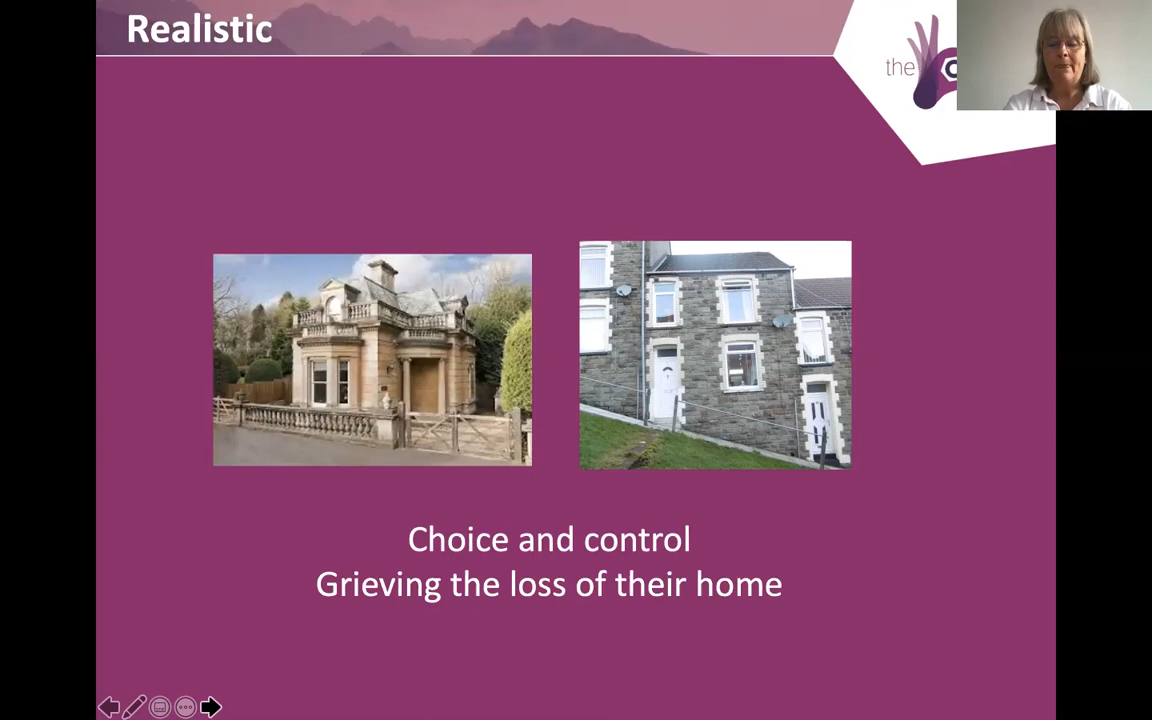 Realistic
the
Choice and control
Grieving the loss of their home